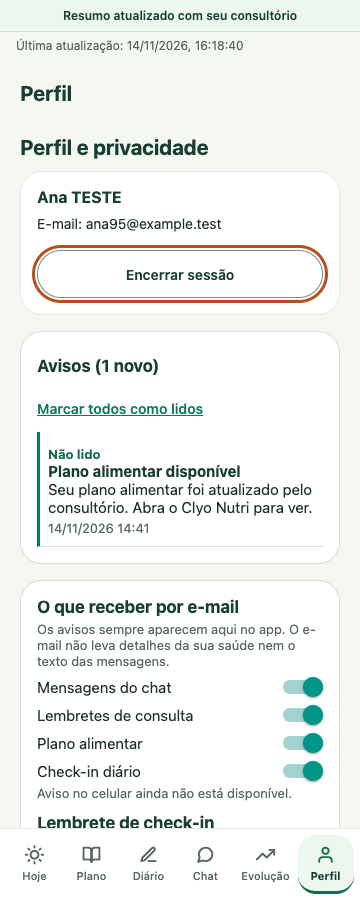 Resumo atualizado com seu consultório
Última atualização: 14/11/2026, 16:18:40
Perfil
Perfil e privacidade
Ana TESTE
E-mail: ana95@example.test
Encerrar sessão
Avisos (1 novo)
Marcar todos como lidos
Não lido
Plano alimentar disponível
Seu plano alimentar foi atualizado pelo
consultório. Abra o Clyo Nutri para ver.
14/11/2026 14:41
O que receber por e-mail
Os avisos sempre aparecem aqui no app. O e-
mail não leva detalhes da sua saúde nem o
texto das mensagens.
Mensagens do chat
Lembretes de consulta
Plano alimentar
Check-in diário
Aviso no celular ainda não está disponível.
Lembrete de check-in
Hoje
Plano
Diário
Chat
Evolução
Perfil